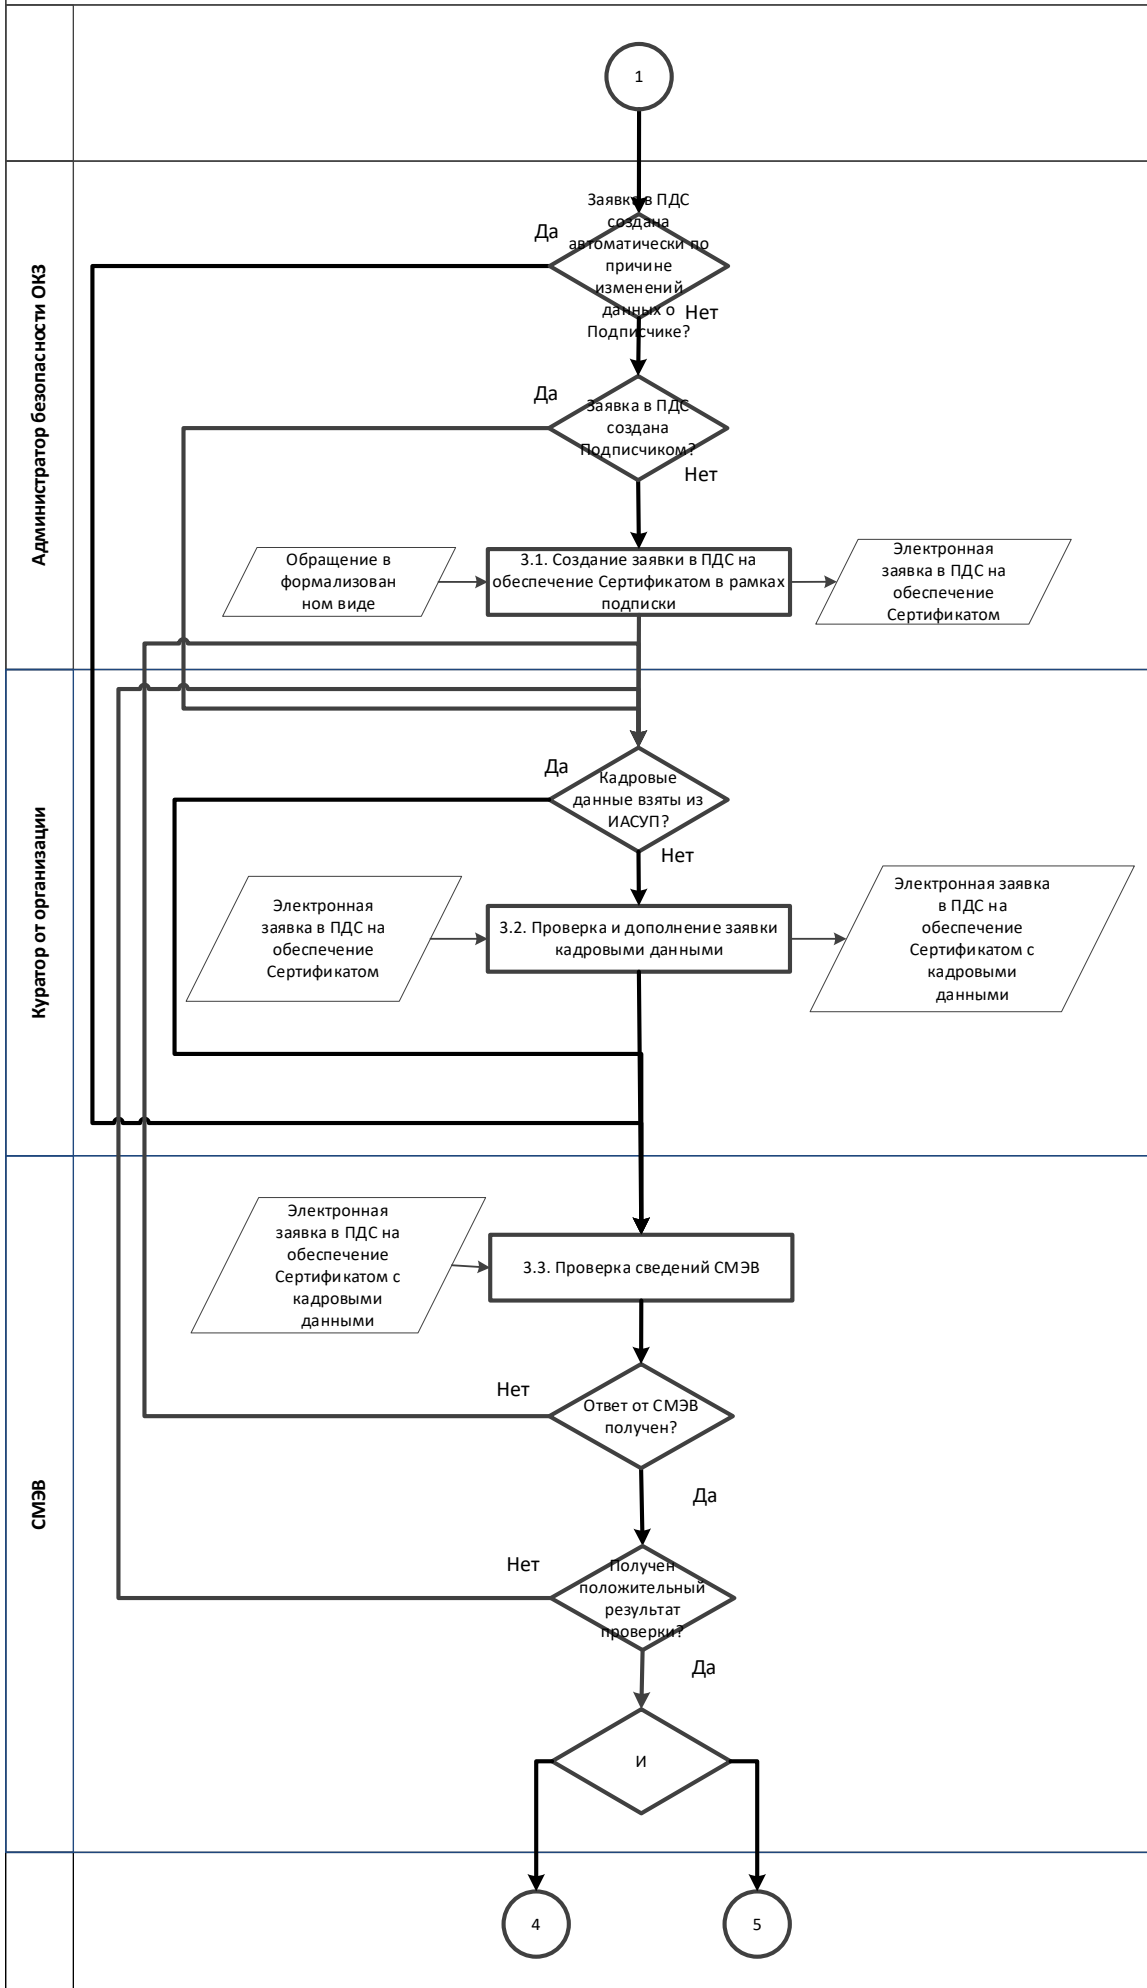 1
Администратор безопасности ОКЗ
Заявка в ПДС
создана
автоматически по
причине
изменений
данных о
Подписчике?
Да
Нет
Заявка в ПДС
создана
Подписчиком?
Да
Нет
Обращение в
формализован
ном виде
3.1. Создание заявки в ПДС на
обеспечение Сертификатом в рамках
подписки
Электронная
заявка в ПДС на
обеспечение
Сертификатом
Куратор от организации
Да
Кадровые
данные взяты из
ИАСУП?
Нет
Электронная
заявка в ПДС на
обеспечение
Сертификатом
3.2. Проверка и дополнение заявки
кадровыми данными
Электронная заявка
в ПДС на
обеспечение
Сертификатом с
кадровыми
данными
СМЭВ
Электронная
заявка в ПДС на
обеспечение
Сертификатом с
кадровыми
данными
3.3. Проверка сведений СМЭВ
Нет
Ответ от СМЭВ
получен?
Да
Нет
Получен
положительный
результат
проверки?
Да
И
4
5